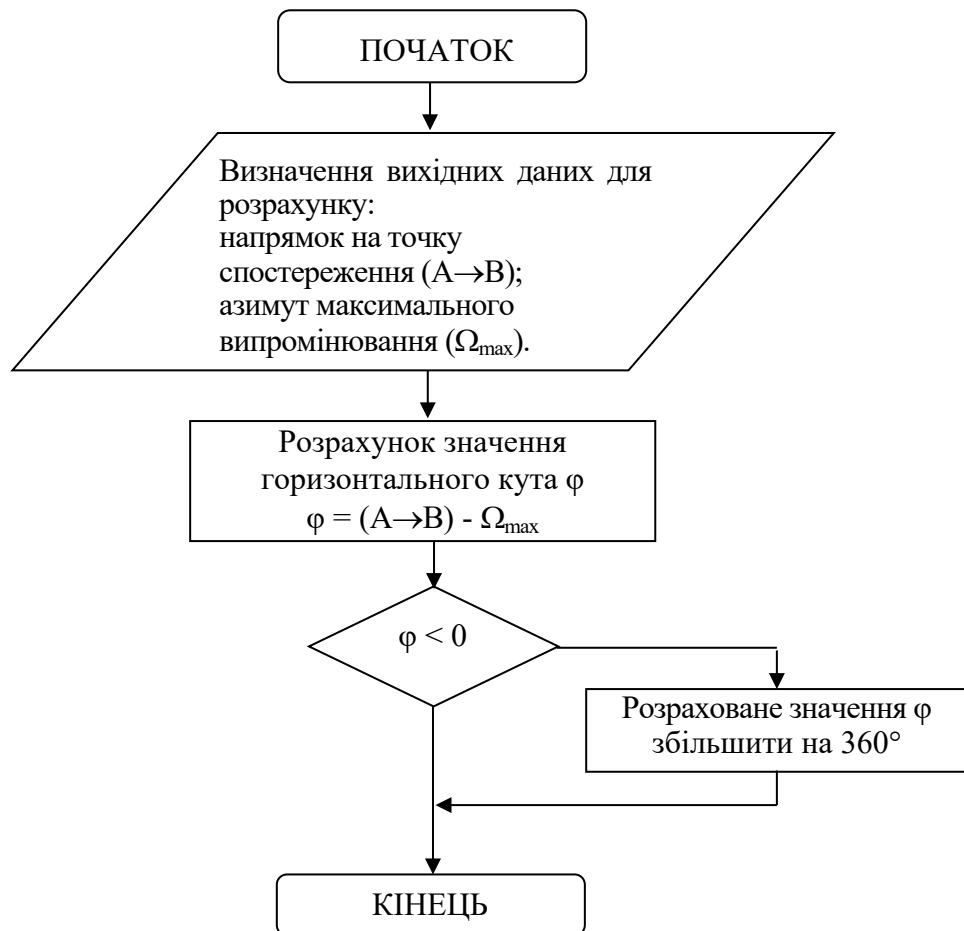 ПОЧАТОК
Визначення вихідних даних для
розрахунку:
напрямок на точку
спостереження (А→В);
азимут максимального
випромінювання (Ωmax).
Розрахунок значення
горизонтального кута φ
φ = (А→В) - Ωmax
φ < 0
Розраховане значення φ
збільшити на 360°
КІНЕЦЬ